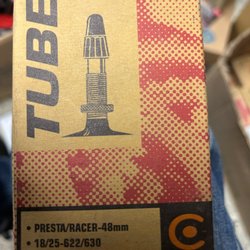 TUBE
• PRESTA/RACER-48mm
• 18/25-622/630